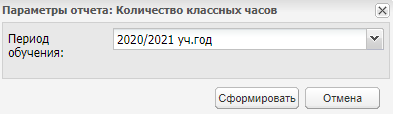 Параметры отчета: Количество классных часов
Период обучения:
2020/2021 уч.год
Сформировать
Отмена